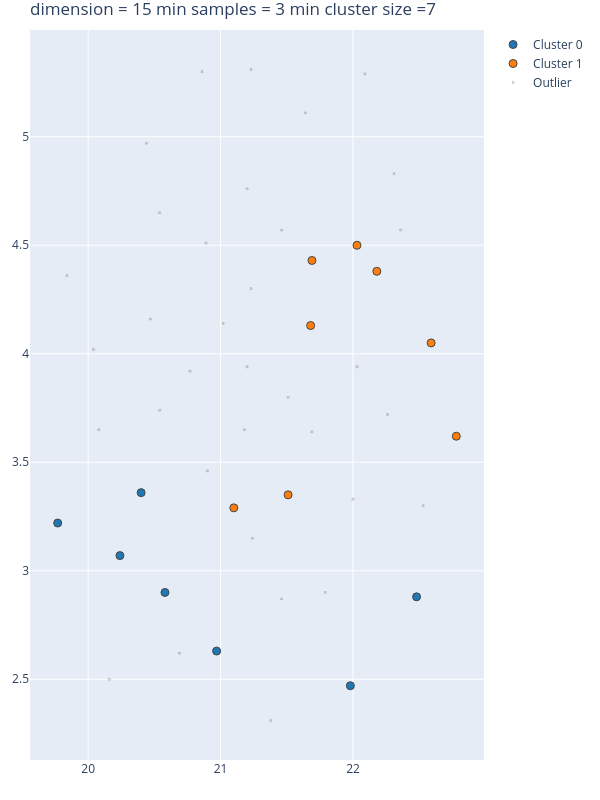 dimension = 15 min samples = 3 min cluster size =7
Cluster 0
Cluster 1
Outlier
5
4.5
4
3.5
3
2.5
20
21
22